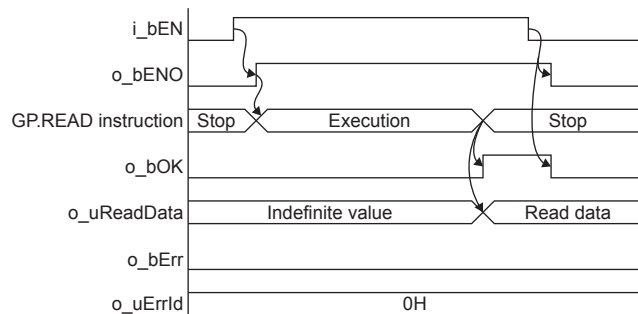 i_bEN
o_bENO
GP.READ instruction Stop Execution Stop
o_bOK
o_uReadData Indefinite value Read data
o_bErr
o_uErrId 0H